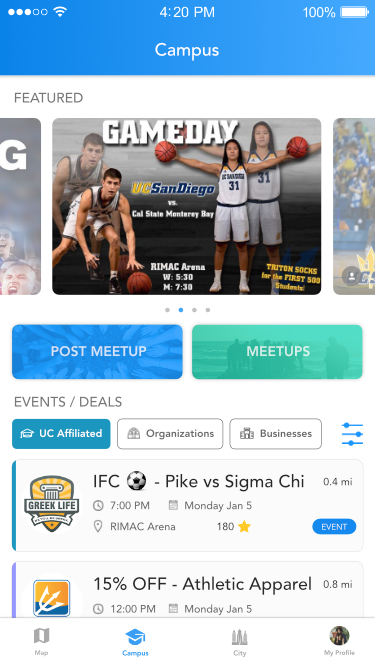 4:20 PM
100%
Campus
FEATURED
G
GAMEDAY
UC San Diego
vs.
Cal State Monterey Bay
UC SAN DIEGO
31
31
RIMAC Arena
W: 5:30
M: 7:30
TRITON SOCKS
for the FIRST 500
Students!
POST MEETUP
MEETUPS
EVENTS / DEALS
UC Affiliated
Organizations
Businesses
IFC ⚽ - Pike vs Sigma Chi
0.4 mi
GREEK LIFE
7:00 PM
Monday Jan 5
RIMAC Arena
180
EVENT
15% OFF - Athletic Apparel
0.8 mi
12:00 PM
Monday Jan 5
Map
Campus
City
My Profile